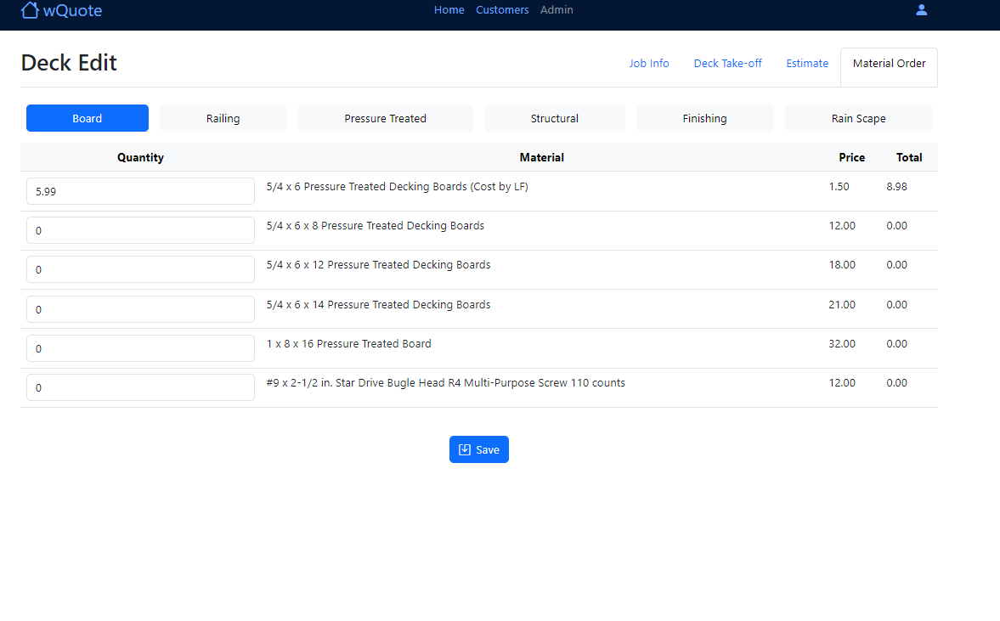 wQuote Home Customers Admin
Deck Edit Job Info Deck Take-off Estimate Material Order
Board Railing Pressure Treated Structural Finishing Rain Scape
Quantity Material Price Total
5.99 5/4 x 6 Pressure Treated Decking Boards (Cost by LF) 1.50 8.98
0 5/4 x 6 x 8 Pressure Treated Decking Boards 12.00 0.00
0 5/4 x 6 x 12 Pressure Treated Decking Boards 18.00 0.00
0 5/4 x 6 x 14 Pressure Treated Decking Boards 21.00 0.00
0 1 x 8 x 16 Pressure Treated Board 32.00 0.00
0 #9 x 2-1/2 in. Star Drive Bugle Head R4 Multi-Purpose Screw 110 counts 12.00 0.00
Save